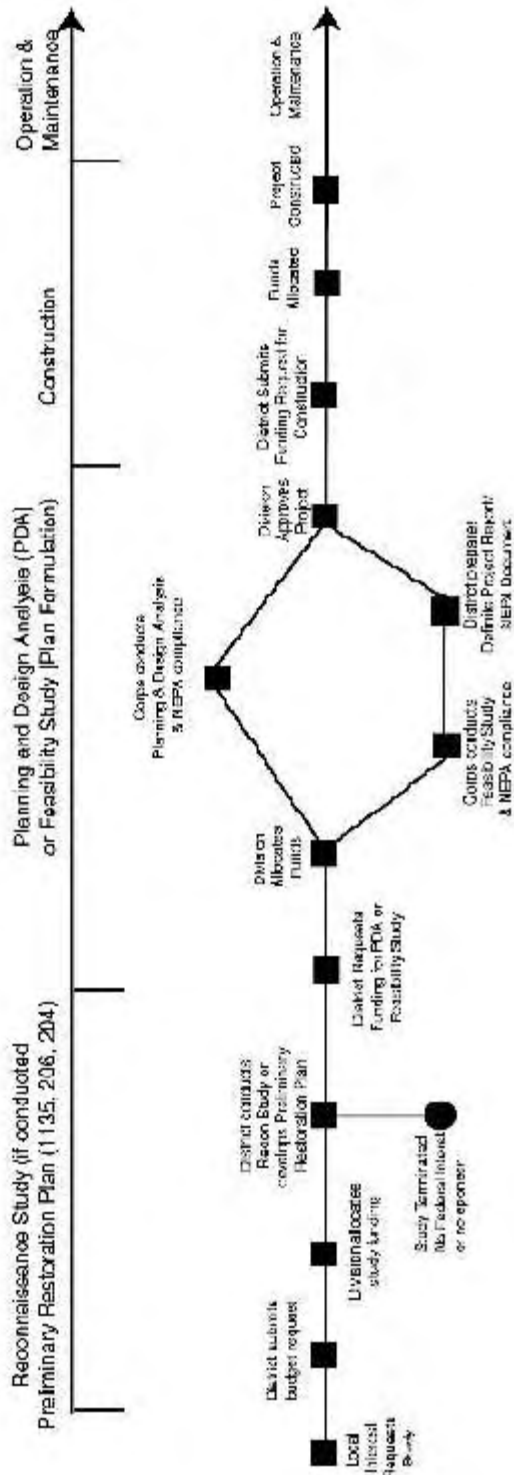 Reconnaiseance Study (if conducted
Preliminary Restoration Plan (1135, 206, 204)
Planning and Design Analysis (PDA)
or Feasibility Study (Plan Formulation)
Construction
Operation &
Maintenance
Local
Interest
Requests
Study
District submits
budget request
Division allocates
study funding
District conducts
Recon Study or
develops Preliminary
Restoration Plan
Study Terminated
No Federal Interest
or no sponsor
District Requests
Funding for PDA or
Feasibility Study
Division
Allocates
Funds
Corps conducts
Planning & Design Analysis
& NEPA compliance
Corps conducts
Feasibility Study
& NEPA compliance
District prepares
Definite Project Report/
NEPA Document
Division
Approves
Project
District Submits
Funding Request for
Construction
Funds
Allocated
Project
Constructed
Operation &
Maintenance